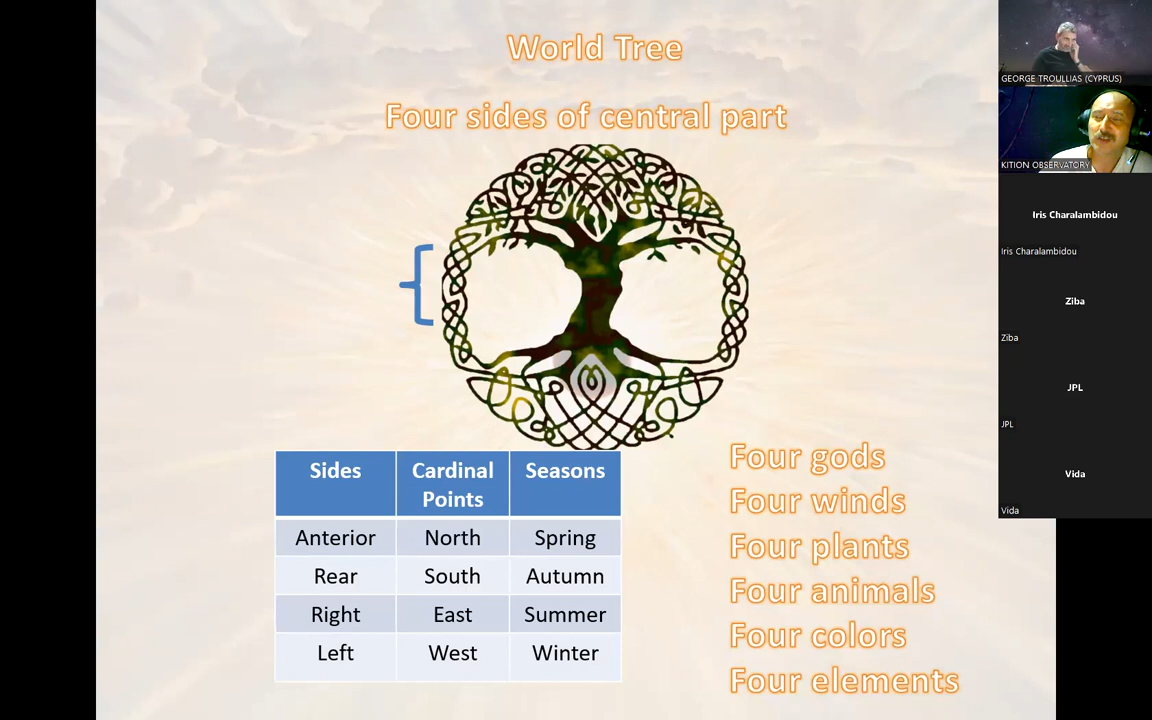 World Tree
Four sides of central part
Sides Cardinal Points Seasons
Anterior North Spring
Rear South Autumn
Right East Summer
Left West Winter
Four gods
Four winds
Four plants
Four animals
Four colors
Four elements
GEORGE TROULLIAS (CYPRUS)
KITION OBSERVATORY
Iris Charalambidou
Iris Charalambidou
Ziba
Ziba
JPL
JPL
Vida
Vida